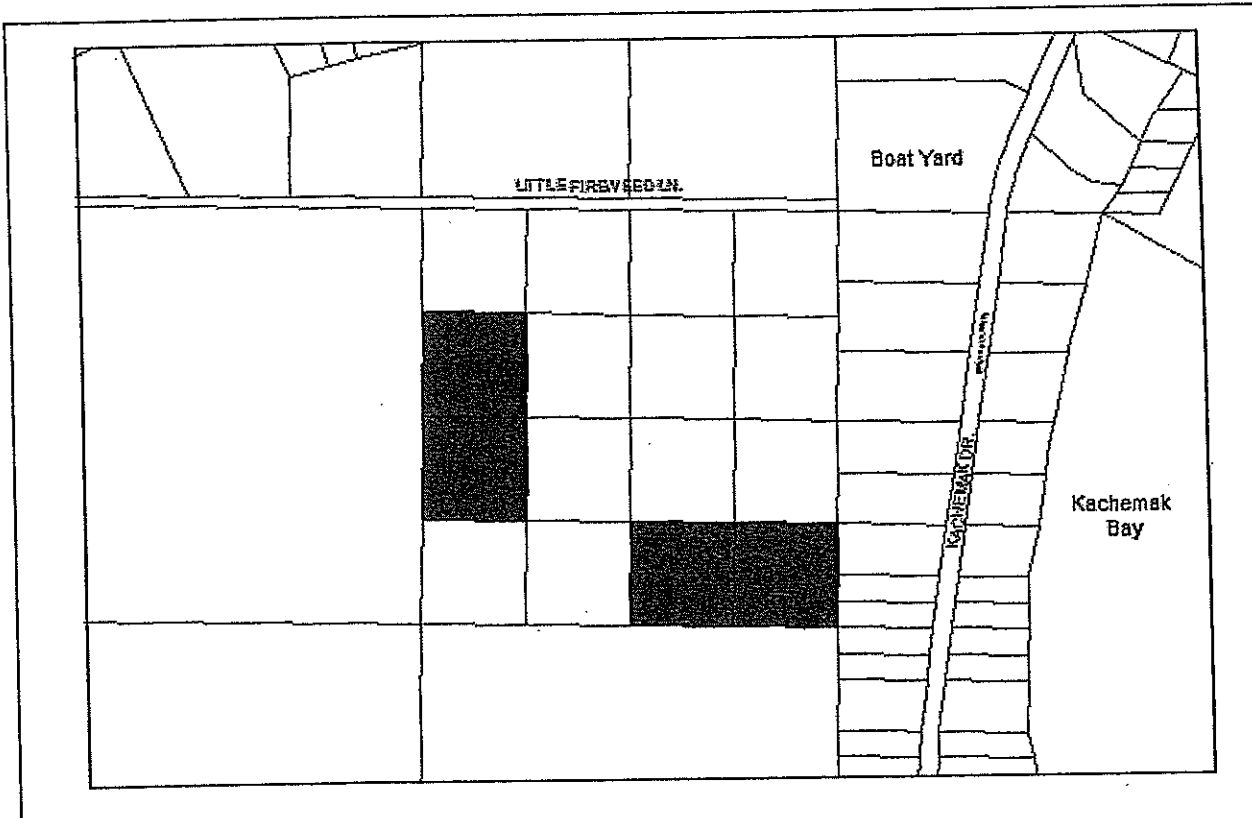 Boat Yard
LITTLE FIREWEED LN.
KACHEMAK DR.
Kachemak
Bay